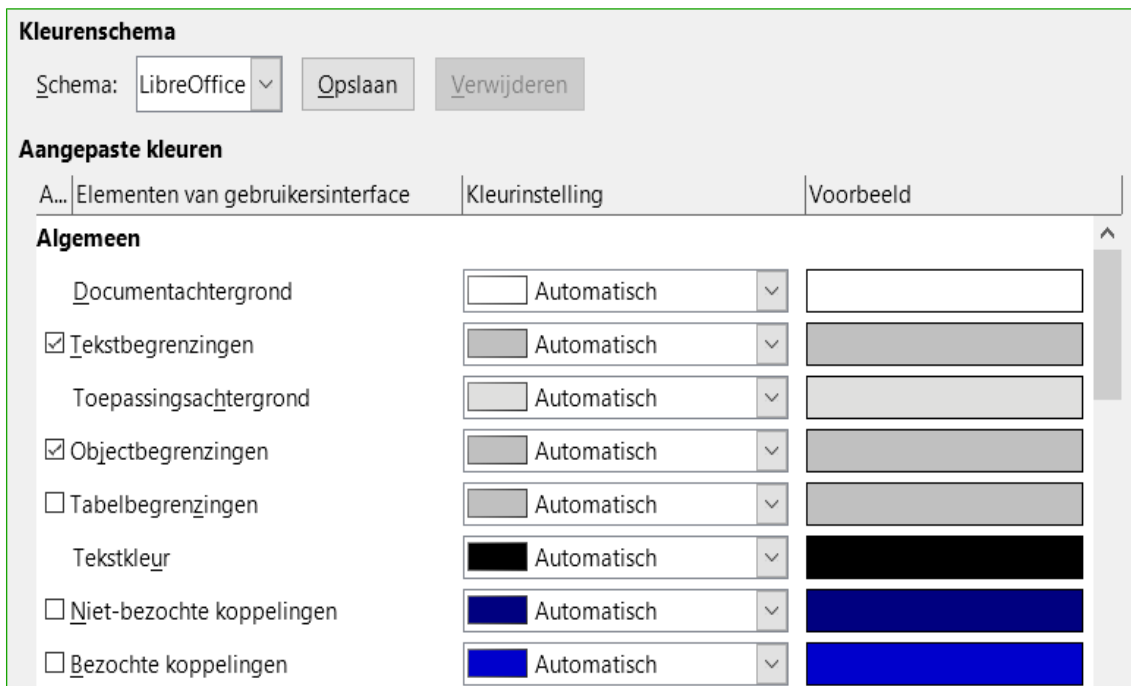 Kleurenschema
Schema: LibreOffice Opslaan Verwijderen
Aangepaste kleuren
A... Elementen van gebruikersinterface Kleurinstelling Voorbeeld
Algemeen
Documentachtergrond Automatisch
Tekstbegrenzingen Automatisch
Toepassingsachtergrond Automatisch
Objectbegrenzingen Automatisch
Tabelbegrenzingen Automatisch
Tekstkleur Automatisch
Niet-bezochte koppelingen Automatisch
Bezochte koppelingen Automatisch